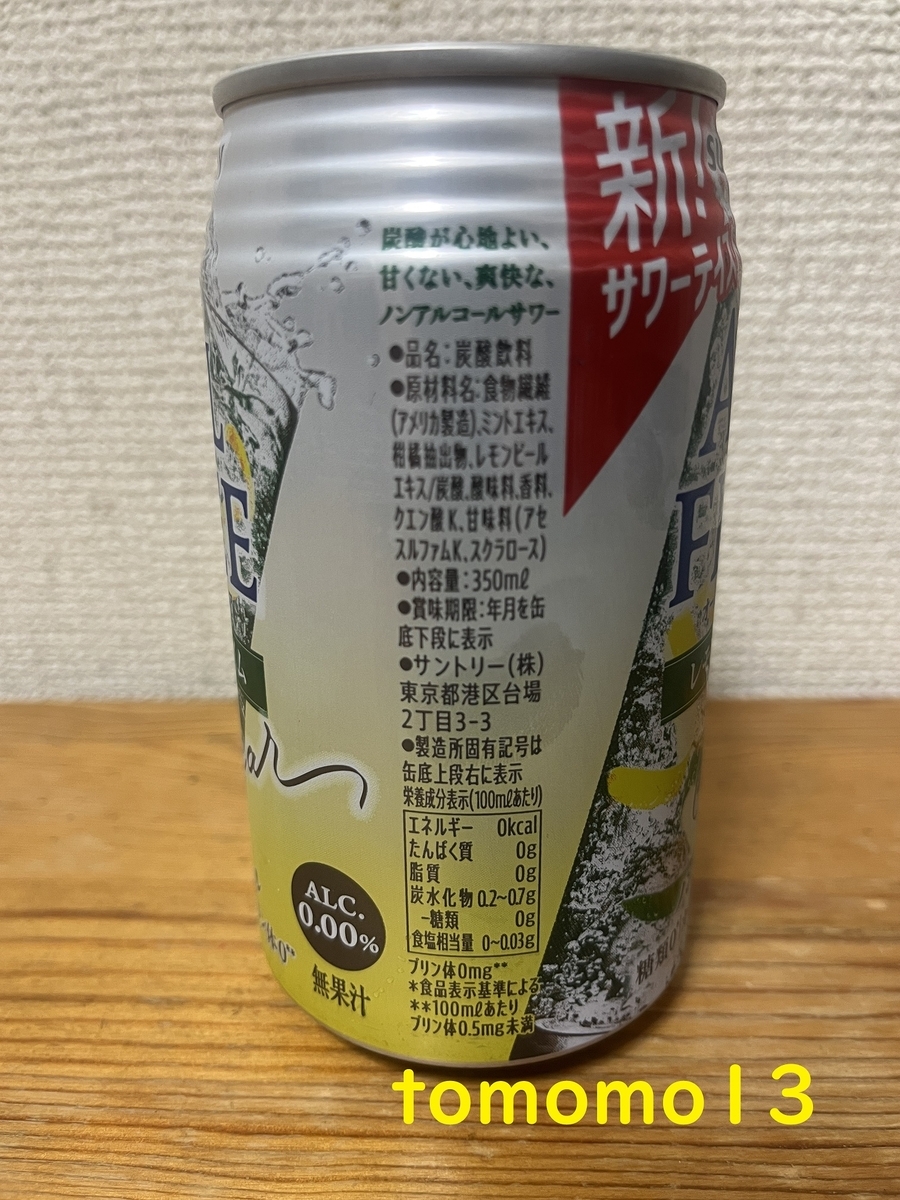 新!
サワーテイス
炭酸が心地よい、
甘くない、爽快な、
ノンアルコールサワー
●品名:炭酸飲料
●原材料名:食物繊維
(アメリカ製造)、ミントエキス、
柑橘抽出物、レモンピール
エキス/炭酸、酸味料、香料、
クエン酸K、甘味料(アセ
スルファムK、スクラロース)
●内容量:350mℓ
●賞味期限:年月を缶
底下段に表示
●サントリー(株)
東京都港区台場
2丁目3-3
●製造所固有記号は
缶底上段右に表示
栄養成分表示(100mℓあたり)
エネルギー 0kcal
たんぱく質 0g
脂質 0g
炭水化物 0.2~0.7g
-糖類 0g
食塩相当量 0~0.03g
プリン体0mg**
*食品表示基準による
**100mℓあたり
プリン体0.5mg未満
ALC.
0.00%
無果汁
糖類0
tomomo13